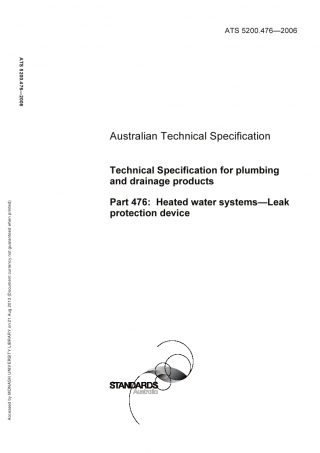 ATS 5200.476—2006
ATS 5200.476—2006
Australian Technical Specification
Technical Specification for plumbing
and drainage products
Part 476: Heated water systems—Leak
protection device
Accessed by MONASH UNIVERSITY LIBRARY on 21 Aug 2013 (Document currency not guaranteed when printed)
STANDARDS
Australia